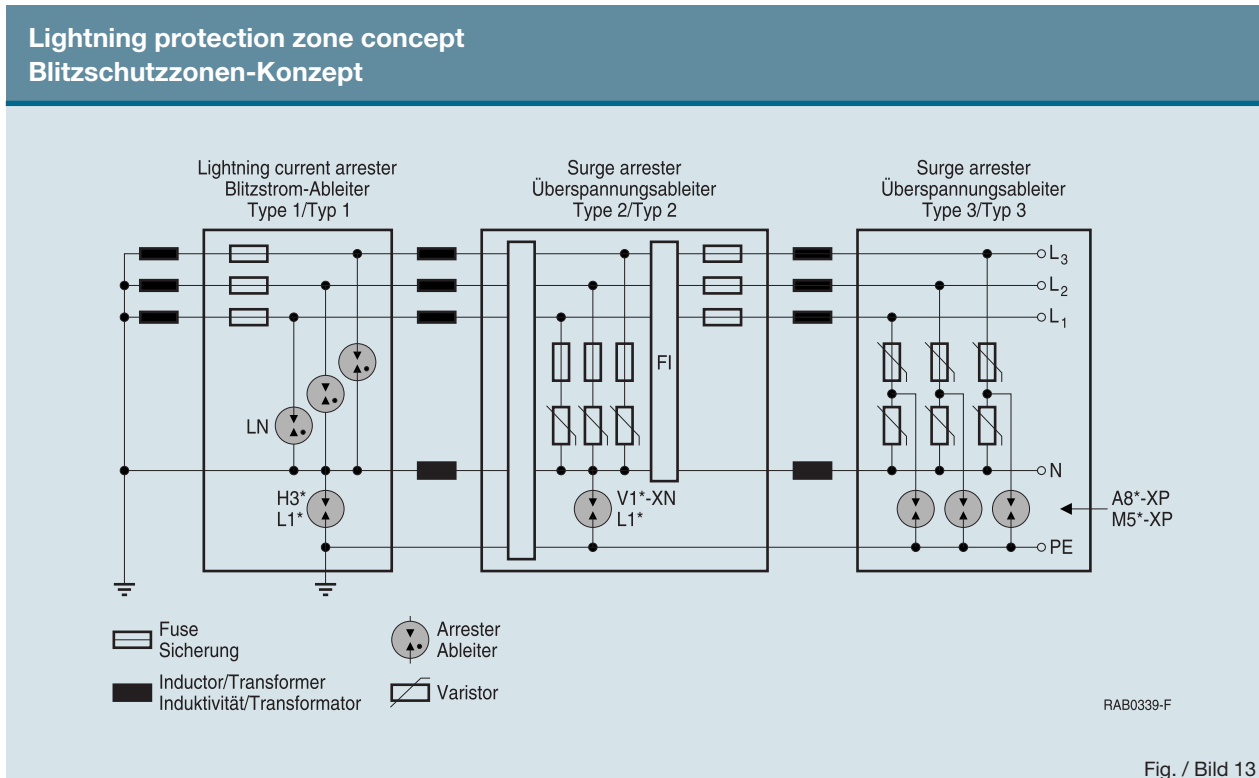 Lightning protection zone concept
Blitzschutzzonen-Konzept
Lightning current arrester
Blitzstrom-Ableiter
Type 1/Typ 1
Surge arrester
Überspannungsableiter
Type 2/Typ 2
Surge arrester
Überspannungsableiter
Type 3/Typ 3
L3
L2
L1
FI
LN
N
H3*
L1*
V1*-XN
L1*
A8*-XP
M5*-XP
PE
Fuse
Sicherung
Arrester
Ableiter
Inductor/Transformer
Induktivität/Transformator
Varistor
RAB0339-F
Fig. / Bild 13